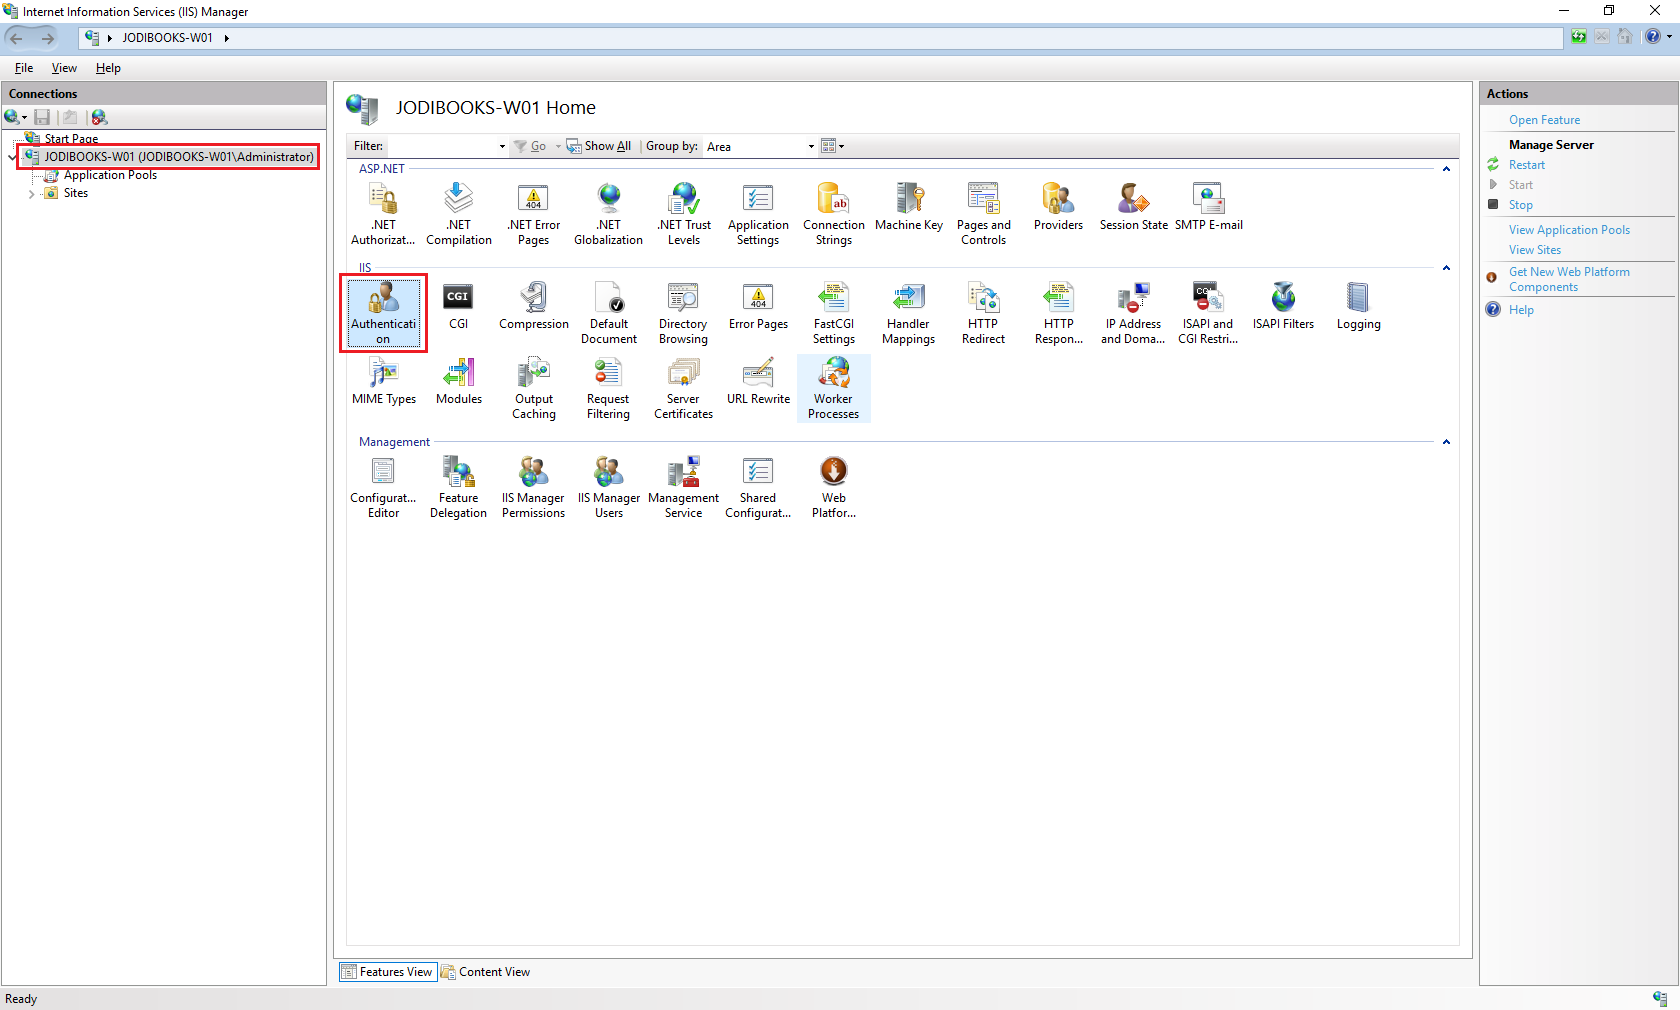 Internet Information Services (IIS) Manager
JODIBOOKS-W01
File View Help
Connections
Start Page
JODIBOOKS-W01 (JODIBOOKS-W01\Administrator)
Application Pools
Sites
JODIBOOKS-W01 Home
Filter: Go Show All Group by: Area
ASP.NET
.NET Authorizat...
.NET Compilation
.NET Error Pages
.NET Globalization
.NET Trust Levels
Application Settings
Connection Strings
Machine Key
Pages and Controls
Providers
Session State
SMTP E-mail
IIS
Authenticati
on
CGI
Compression
Default Document
Directory Browsing
Error Pages
FastCGI Settings
Handler Mappings
HTTP Redirect
HTTP Respon...
IP Address and Doma...
ISAPI and CGI Restri...
ISAPI Filters
Logging
MIME Types
Modules
Output Caching
Request Filtering
Server Certificates
URL Rewrite
Worker Processes
Management
Configurat... Editor
Feature Delegation
IIS Manager Permissions
IIS Manager Users
Management Service
Shared Configurat...
Web Platfor...
Features View Content View
Actions
Open Feature
Manage Server
Restart
Start
Stop
View Application Pools
View Sites
Get New Web Platform
Components
Help
Ready